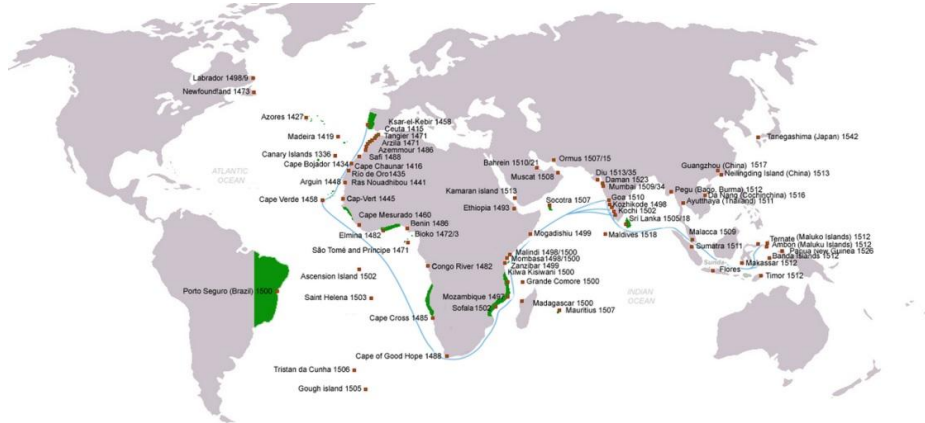 Labrador 1498/9
Newfoundland 1473
Azores 1427
Madeira 1419
Canary Islands 1336
Cape Bojador 1434
Arguin 1448
Cape Verde 1458
ATLANTIC
OCEAN
Ksar-el-Kebir 1458
Ceuta 1415
Tangier 1471
Arzila 1471
Azemmour 1486
Safi 1488
Cape Chaunar 1416
Rio de Oro1435
Ras Nouadhibou 1441
Cap-Vert 1445
Cape Mesurado 1460
Elmina 1482
Benin 1486
Bioko 1472/3
São Tomé and Príncipe 1471
Ascension Island 1502
Congo River 1482
Porto Seguro (Brazil) 1500
Saint Helena 1503
Cape Cross 1485
Cape of Good Hope 1488
Tristan da Cunha 1506
Gough island 1505
Bahrein 1510/21
Ormus 1507/15
Muscat 1508
Kamaran island 1513
Ethiopia 1493
Socotra 1507
Mogadishu 1499
Malindi 1498/1500
Mombasa1498/1500
Zanzibar 1499
Kilwa Kisiwani 1500
Grande Comore 1500
Mozambique 1497
Sofala 1502
Madagascar 1500
Mauritius 1507
INDIAN
OCEAN
Diu 1513/35
Daman 1523
Mumbai 1509/34
Goa 1510
Kozhikode 1498
Kochi 1502
Sri Lanka 1505/18
Maldives 1518
Tanegashima (Japan) 1542
Guangzhou (China) 1517
Neilingding Island (China) 1513
Pegu (Bago, Burma) 1512
Da Nang (Cochinchina) 1516
Ayutthaya (Thailand) 1511
Malacca 1509
Sumatra 1511
Ternate (Maluko Islands) 1512
Ambon (Maluku Islands) 1512
Papua New Guinea 1526
Banda Islands 1512
Makassar 1512
Flores
Timor 1512